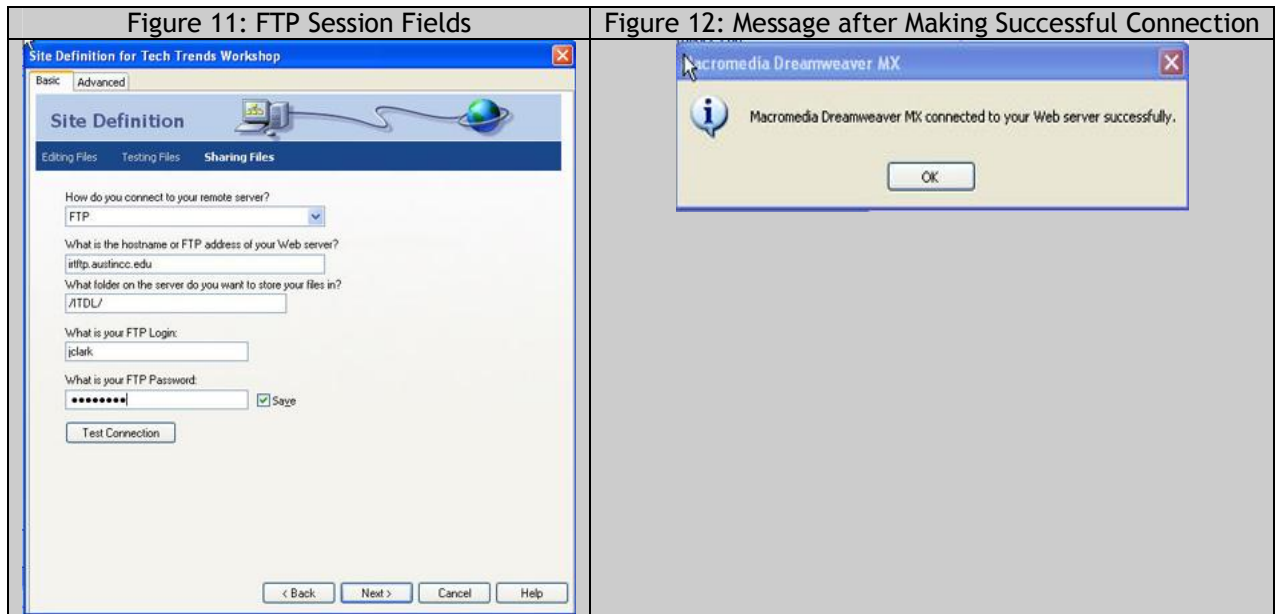 Figure 11: FTP Session Fields
Site Definition for Tech Trends Workshop
Basic Advanced
Site Definition
Editing Files Testing Files Sharing Files
How do you connect to your remote server?
FTP
What is the hostname or FTP address of your Web server?
irtftp.austincc.edu
What folder on the server do you want to store your files in?
/ITDL/
What is your FTP Login:
jclark
What is your FTP Password:
••••••••
Save
Test Connection
< Back Next > Cancel Help
Figure 12: Message after Making Successful Connection
Macromedia Dreamweaver MX
Macromedia Dreamweaver MX connected to your Web server successfully.
OK